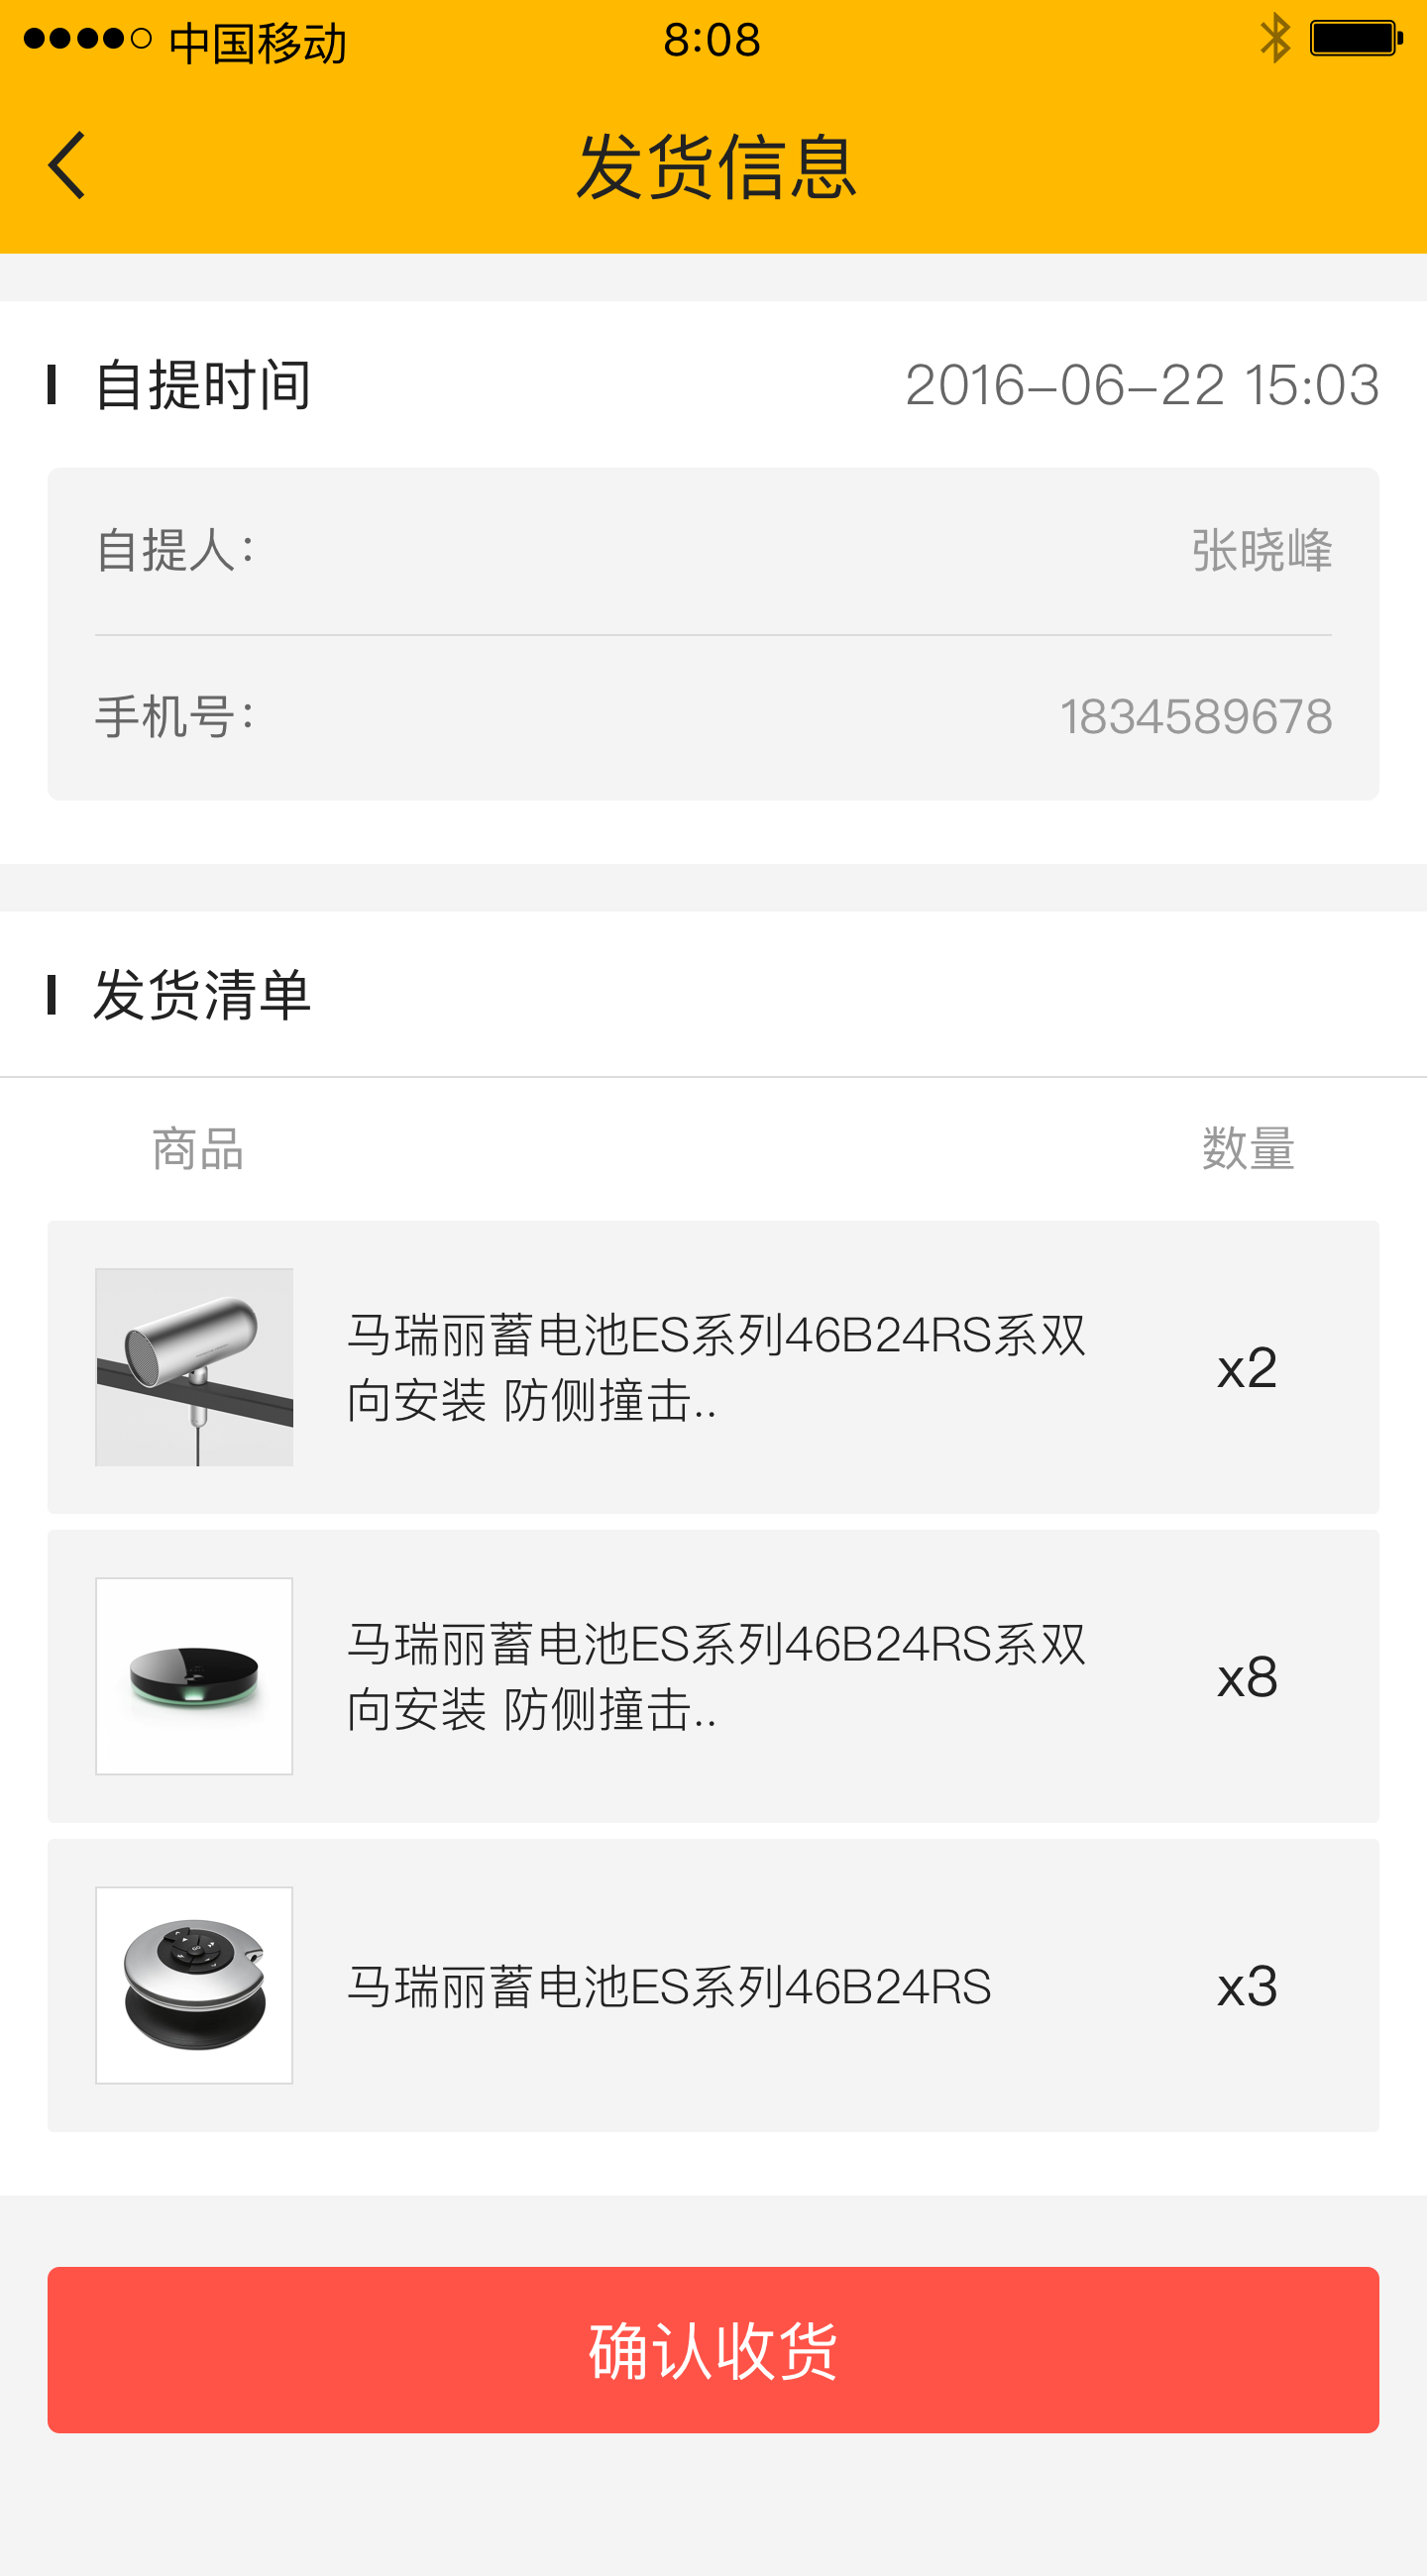 中国移动 8:08
发货信息
自提时间 2016-06-22 15:03
自提人: 张晓峰
手机号: 1834589678
发货清单
商品 数量
马瑞丽蓄电池ES系列46B24RS系双
向安装 防侧撞击..
x2
马瑞丽蓄电池ES系列46B24RS系双
向安装 防侧撞击..
x8
马瑞丽蓄电池ES系列46B24RS x3
确认收货